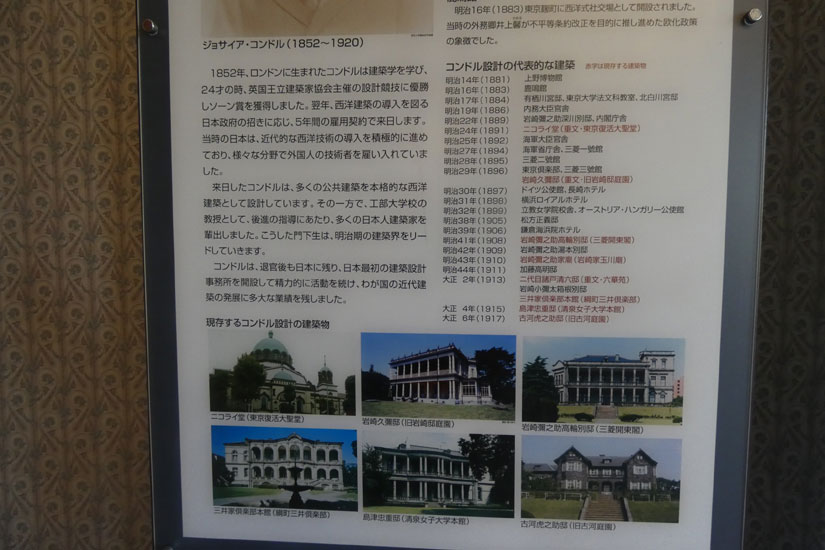 ジョサイア・コンドル(1852～1920)
1852年、ロンドンに生まれたコンドルは建築学を学び、
24才の時、英国王立建築家協会主催の設計競技に優勝
しソーン賞を獲得しました。翌年、西洋建築の導入を図る
日本政府の招きに応じ、5年間の雇用契約で来日します。
当時の日本は、近代的な西洋技術の導入を積極的に進め
ており、様々な分野で外国人の技術者を雇い入れていま
した。
来日したコンドルは、多くの公共建築を本格的な西洋
建築として設計しています。その一方で、工部大学校の
教授として、後進の指導にあたり、多くの日本人建築家を
輩出しました。こうした門下生は、明治期の建築界をリー
ドしていきます。
コンドルは、退官後も日本に残り、日本最初の建築設計
事務所を開設して精力的に活動を続け、わが国の近代建
築の発展に多大な業績を残しました。
明治16年(1883)東京麹町に西洋式社交場として開設されました。
当時の外務卿井上馨が不平等条約改正を目的に推し進めた欧化政策
の象徴でした。
コンドル設計の代表的な建築 赤字は現存する建築物
明治14年(1881) 上野博物館
明治16年(1883) 鹿鳴館
明治17年(1884) 有栖川宮邸、東京大学法文科教室、北白川宮邸
明治19年(1886) 内務大臣官舎
明治22年(1889) 岩崎彌之助深川別邸、内閣庁舎
明治24年(1891) ニコライ堂(重文・東京復活大聖堂)
明治25年(1892) 海軍大臣官舎
明治27年(1894) 海軍省庁舎、三菱一號館
明治28年(1895) 三菱二號館
明治29年(1896) 東京倶楽部、三菱三號館
岩崎久彌邸(重文・旧岩崎邸庭園)
明治30年(1897) ドイツ公使館、長崎ホテル
明治31年(1898) 横浜ロイアルホテル
明治32年(1899) 立教女学院校舎、オーストリア・ハンガリー公使館
明治38年(1905) 松方正義邸
明治39年(1906) 鎌倉海浜院ホテル
明治41年(1908) 岩崎彌之助高輪別邸(三菱開東閣)
明治42年(1909) 岩崎彌之助湯本別邸
明治43年(1910) 岩崎彌之助家廟(岩崎家玉川廟)
明治44年(1911) 加藤高明邸
大正 2年(1913) 二代目諸戸清六邸(重文・六華苑)
岩崎小彌太箱根別邸
三井家倶楽部本館(綱町三井倶楽部)
大正 4年(1915) 島津忠重邸(清泉女子大学本館)
大正 6年(1917) 古河虎之助邸(旧古河庭園)
現存するコンドル設計の建築物
ニコライ堂(東京復活大聖堂)
岩崎久彌邸(旧岩崎邸庭園)
岩崎彌之助高輪別邸(三菱開東閣)
三井家倶楽部本館(綱町三井倶楽部)
島津忠重邸(清泉女子大学本館)
古河虎之助邸(旧古河庭園)